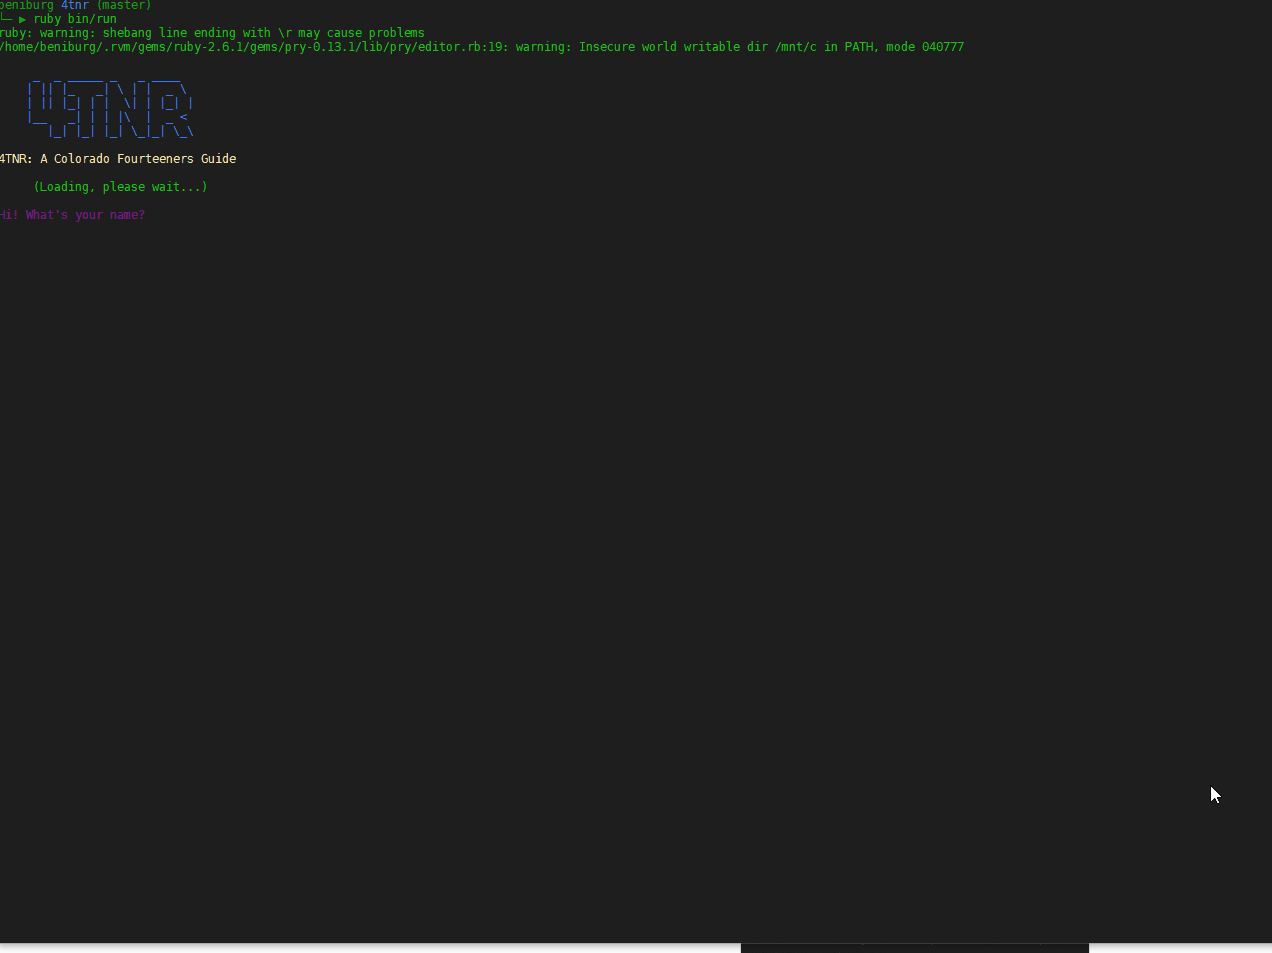 beniburg 4tnr (master)
└─ ▶ ruby bin/run
ruby: warning: shebang line ending with \r may cause problems
/home/beniburg/.rvm/gems/ruby-2.6.1/gems/pry-0.13.1/lib/pry/editor.rb:19: warning: Insecure world writable dir /mnt/c in PATH, mode 040777
4TNR
4TNR: A Colorado Fourteeners Guide
(Loading, please wait...)
Hi! What's your name?